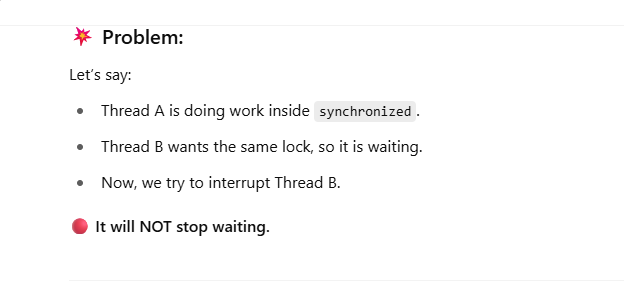 💥 Problem:
Let's say:
• Thread A is doing work inside synchronized.
• Thread B wants the same lock, so it is waiting.
• Now, we try to interrupt Thread B.
🔴 It will NOT stop waiting.